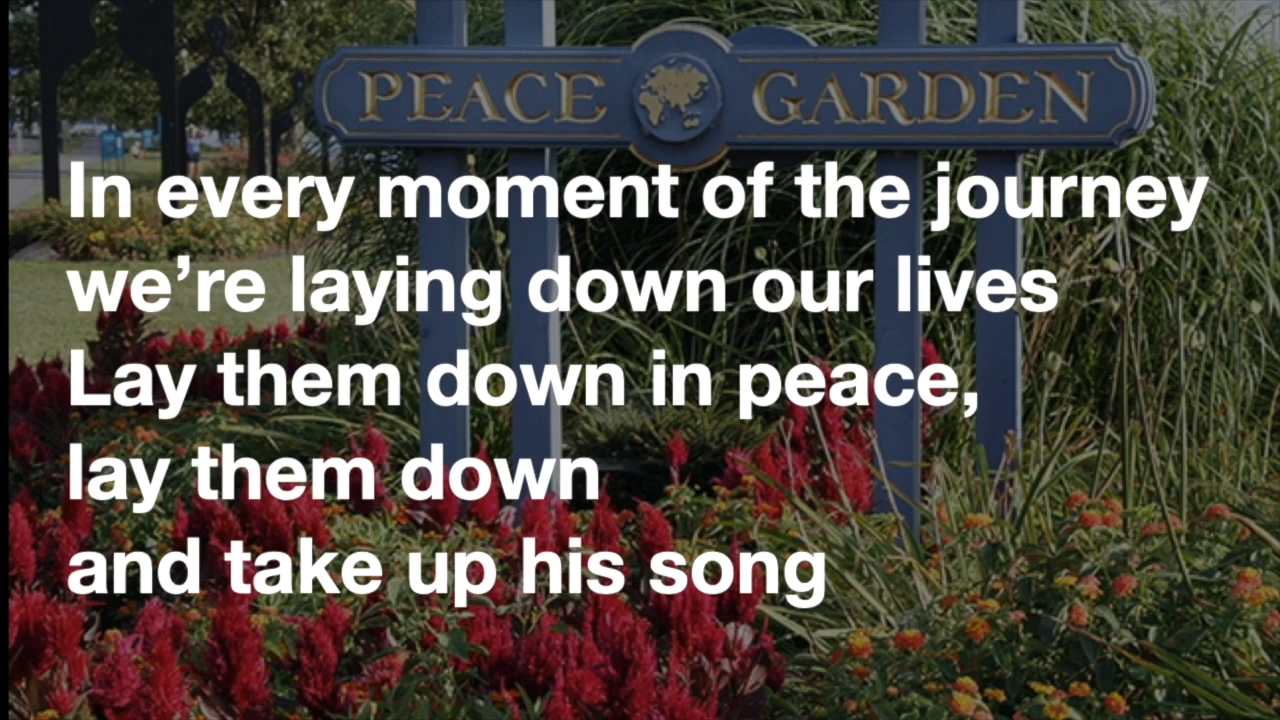 PEACE GARDEN
In every moment of the journey
we’re laying down our lives
Lay them down in peace,
lay them down
and take up his song